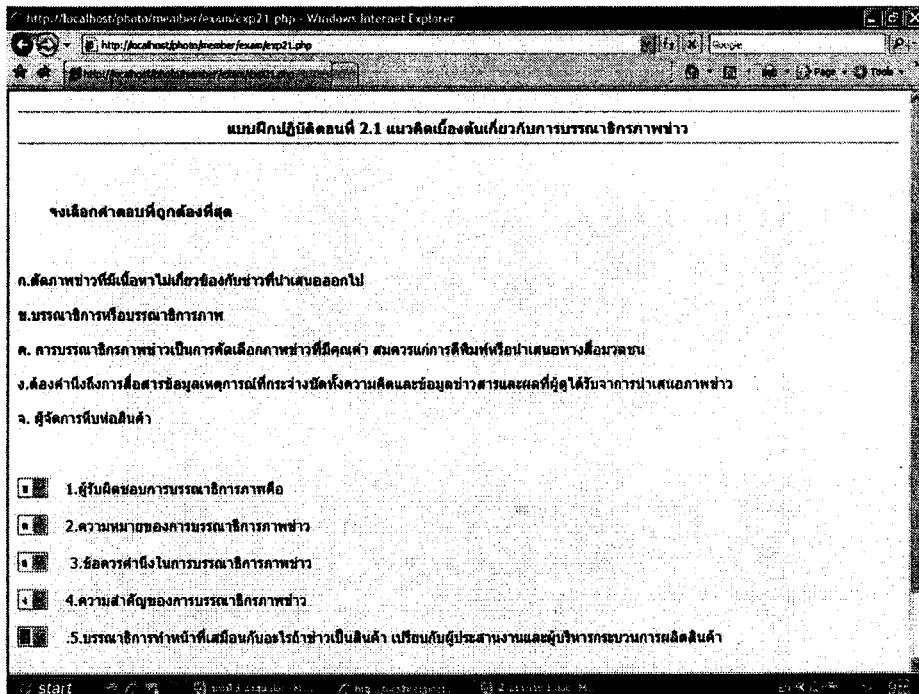 http://localhost/photo/member/exam/exp21.php - Windows Internet Explorer
http://localhost/photo/member/exam/exp21.php
Google
http://localhost/photo/member/exam/exp21.php
Page Tools
แบบฝึกปฏิบัติตอนที่ 2.1 แนวคิดเบื้องต้นเกี่ยวกับการบรรณาธิกรภาพข่าว
จงเลือกคำตอบที่ถูกต้องที่สุด
ก.ตัดภาพข่าวที่มีเนื้อหาไม่เกี่ยวข้องกับข่าวที่นำเสนอออกไป
ข.บรรณาธิการหรือบรรณาธิการภาพ
ค. การบรรณาธิกรภาพข่าวเป็นการคัดเลือกภาพข่าวที่มีคุณค่า สมควรแก่การตีพิมพ์หรือนำเสนอทางสื่อมวลชน
ง.ต้องคำนึงถึงการสื่อสารข้อมูลเหตุการณ์ที่กระจ่างชัดทั้งความคิดและข้อมูลข่าวสารและผลที่ผู้ดูได้รับจาการนำเสนอภาพข่าว
จ. ผู้จัดการหีบห่อสินค้า
ข 1.ผู้รับผิดชอบการบรรณาธิการภาพคือ
ค 2.ความหมายของการบรรณาธิการภาพข่าว
3.ข้อควรคำนึงในการบรรณาธิการภาพข่าว
ง 4.ความสำคัญของการบรรณาธิกรภาพข่าว
.5.บรรณาธิการทำหน้าที่เสมือนกับอะไรถ้าข่าวเป็นสินค้า เปรียบกับผู้ประสานงานและผู้บริหารกระบวนการผลิตสินค้า
start